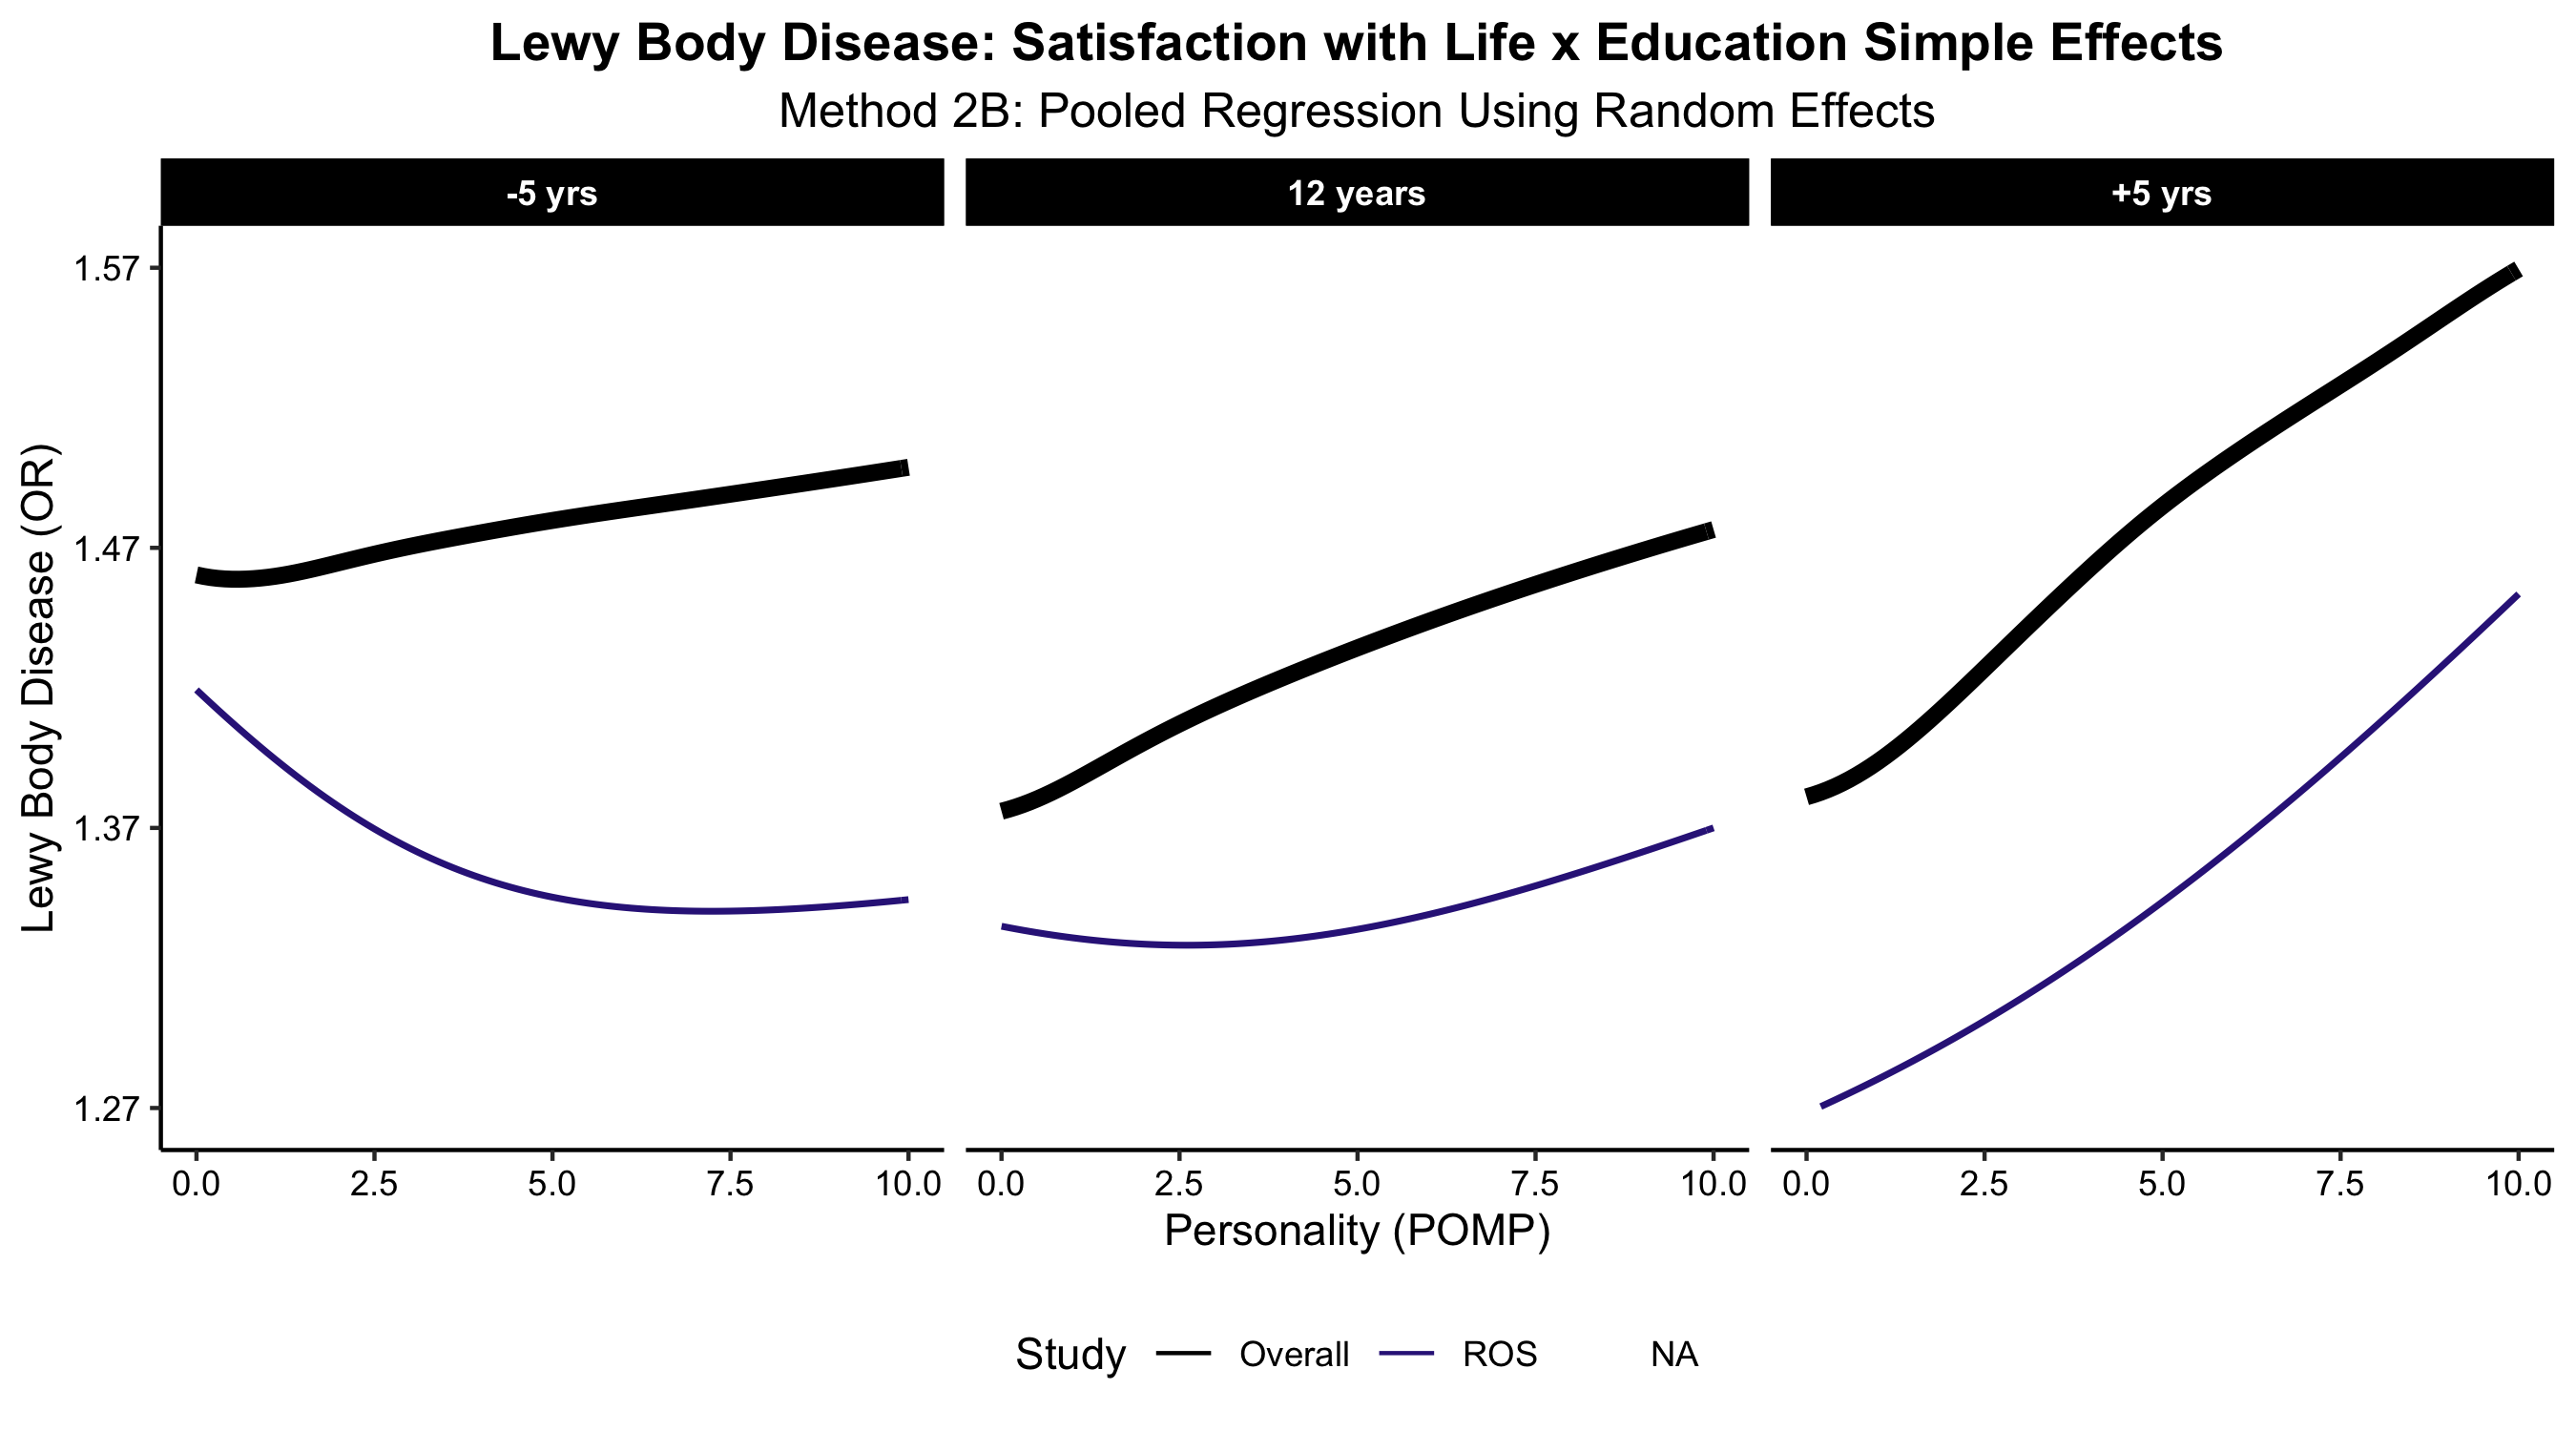 Lewy Body Disease: Satisfaction with Life x Education Simple Effects
Method 2B: Pooled Regression Using Random Effects
-5 yrs 12 years +5 yrs
Lewy Body Disease (OR)
1.57
1.47
1.37
1.27
0.0 2.5 5.0 7.5 10.0 0.0 2.5 5.0 7.5 10.0 0.0 2.5 5.0 7.5 10.0
Personality (POMP)
Study Overall ROS NA